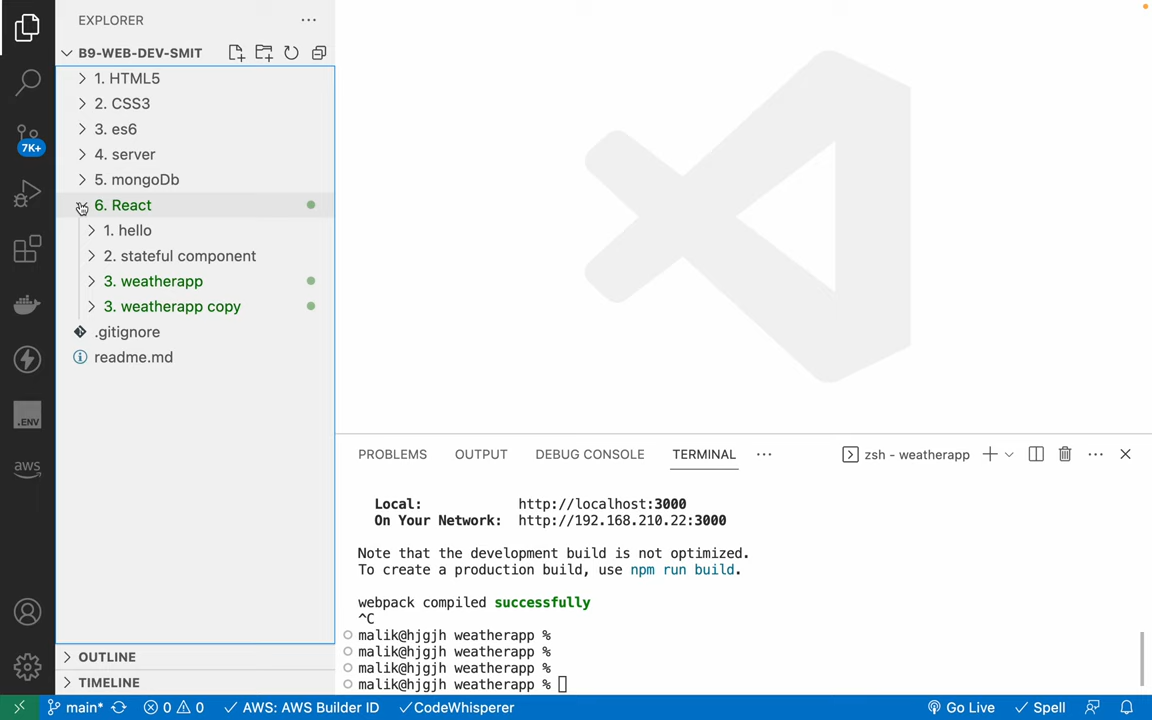 EXPLORER
B9-WEB-DEV-SMIT
1. HTML5
2. CSS3
3. es6
4. server
5. mongoDb
6. React
1. hello
2. stateful component
3. weatherapp
3. weatherapp copy
.gitignore
readme.md
7K+
.ENV
aws
OUTLINE
TIMELINE
PROBLEMS OUTPUT DEBUG CONSOLE TERMINAL zsh - weatherapp
Local: http://localhost:3000
On Your Network: http://192.168.210.22:3000
Note that the development build is not optimized.
To create a production build, use npm run build.
webpack compiled successfully
^C
malik@hjgjh weatherapp %
malik@hjgjh weatherapp %
malik@hjgjh weatherapp %
malik@hjgjh weatherapp %
main* 0 0 AWS: AWS Builder ID CodeWhisperer Go Live Spell